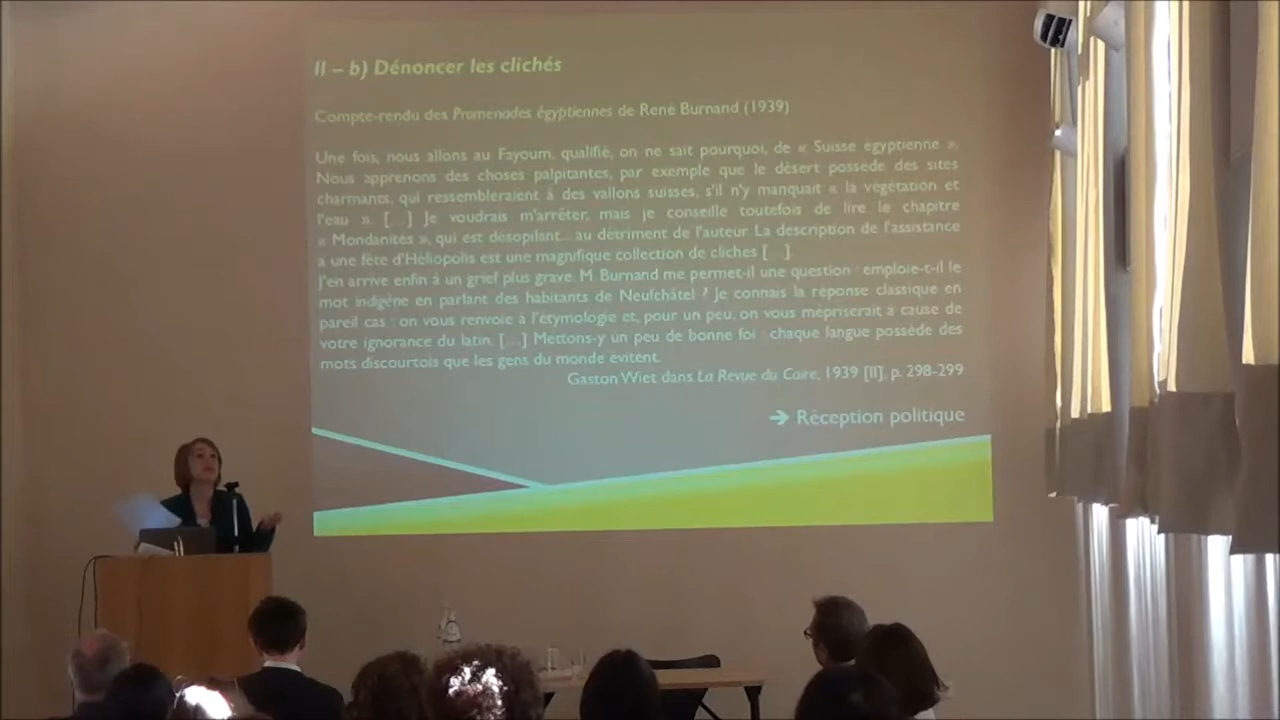 II – b) Dénoncer les clichés
Compte-rendu des Promenades égyptiennes de René Burnand (1939)
Une fois, nous allons au Fayoum, qualifié, on ne sait pourquoi, de « Suisse égyptienne ».
Nous apprenons des choses palpitantes, par exemple que le désert possède des sites
charmants, qui ressembleraient à des vallons suisses, s'il n'y manquait « la végétation et
l'eau ». [...] Je voudrais m'arrêter, mais je conseille toutefois de lire le chapitre
« Mondanités », qui est désopilant... au détriment de l'auteur. La description de l'assistance
à une fête d'Héliopolis est une magnifique collection de clichés [...].
J'en arrive enfin à un grief plus grave. M. Burnand me permet-il une question : emploie-t-il le
mot indigène en parlant des habitants de Neufchâtel ? Je connais la réponse classique en
pareil cas : on vous renvoie à l'étymologie et, pour un peu, on vous mépriserait à cause de
votre ignorance du latin. [...] Mettons-y un peu de bonne foi : chaque langue possède des
mots discourtois que les gens du monde évitent.
Gaston Wiet dans La Revue du Caire, 1939 [II], p. 298-299
➔ Réception politique